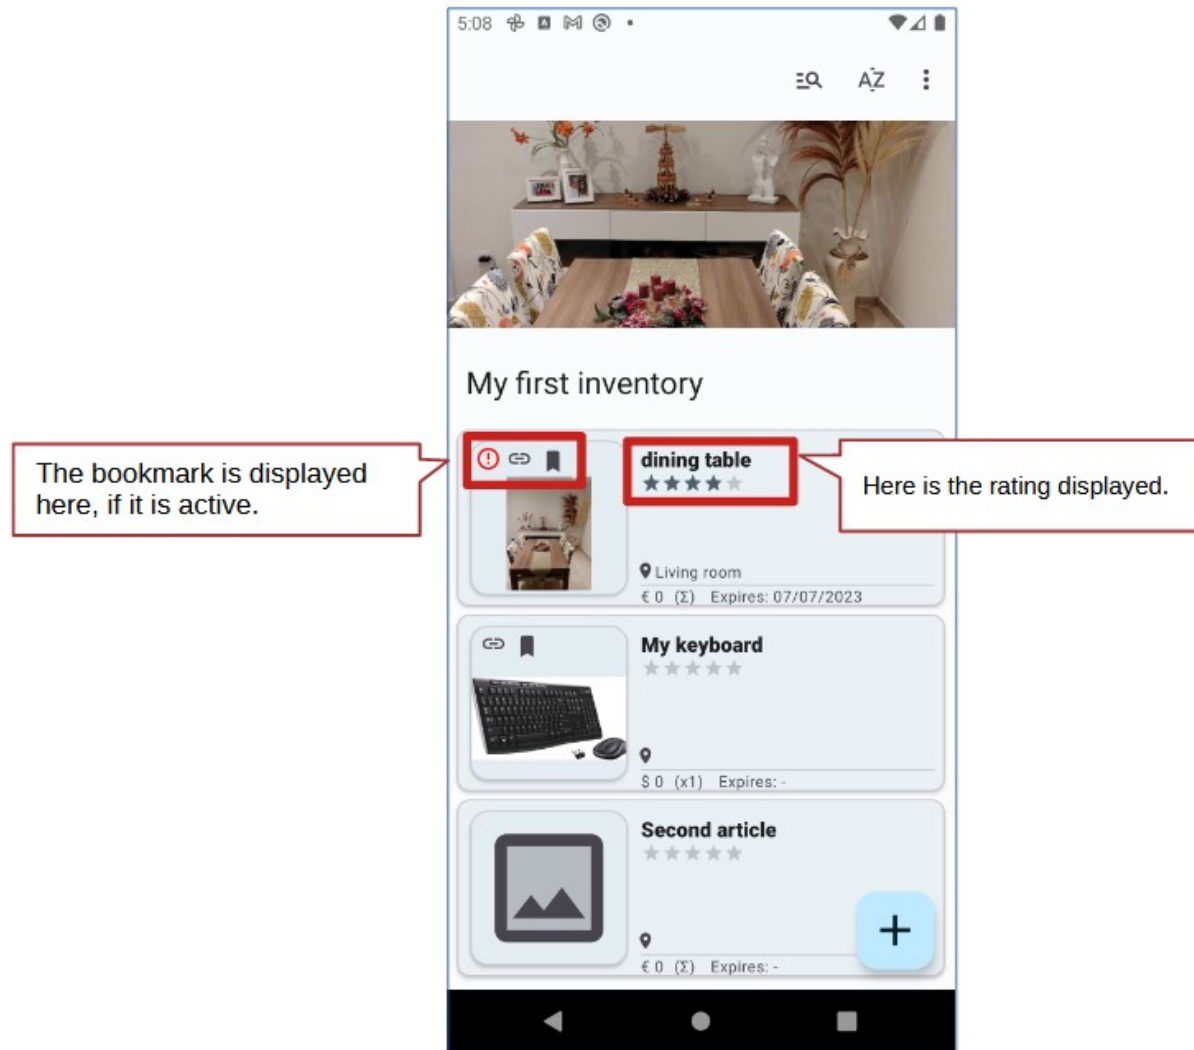 5:08
AZ
My first inventory
The bookmark is displayed
here, if it is active.
dining table
Here is the rating displayed.
Living room
€ 0 (Σ) Expires: 07/07/2023
My keyboard
$ 0 (x1) Expires: -
Second article
€ 0 (Σ) Expires: -